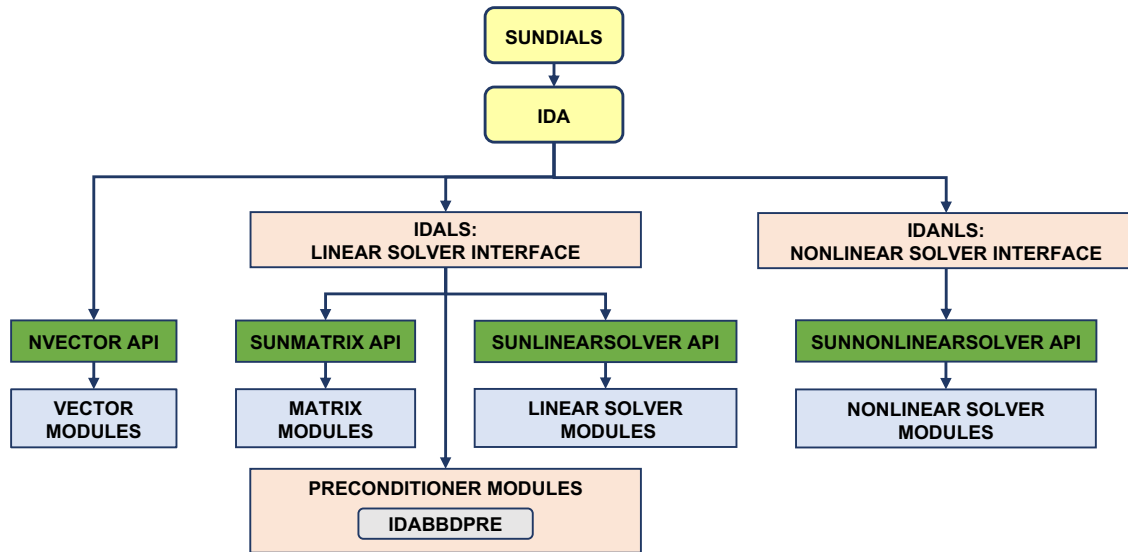 SUNDIALS
IDA
IDALS:
LINEAR SOLVER INTERFACE
IDANLS:
NONLINEAR SOLVER INTERFACE
NVECTOR API
SUNMATRIX API
SUNLINEARSOLVER API
SUNNONLINEARSOLVER API
VECTOR
MODULES
MATRIX
MODULES
LINEAR SOLVER
MODULES
NONLINEAR SOLVER
MODULES
PRECONDITIONER MODULES
IDABBDPRE